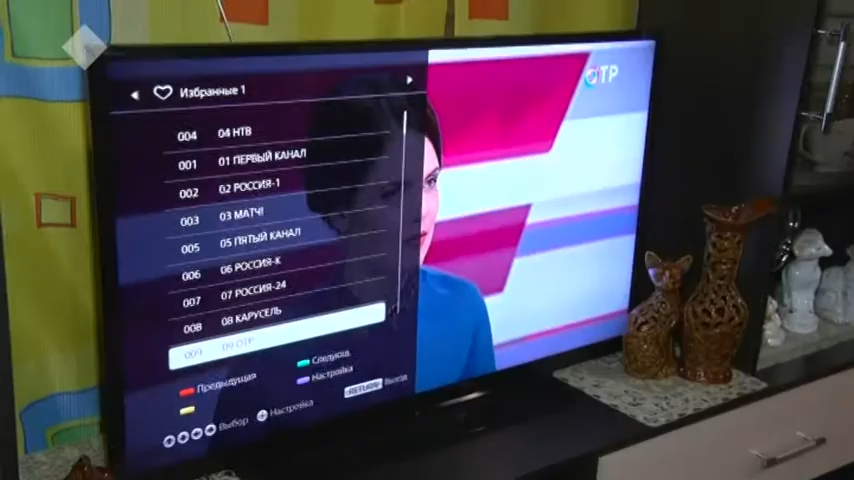 Избранные 1
ОТР
004 04 НТВ
001 01 ПЕРВЫЙ КАНАЛ
002 02 РОССИЯ-1
003 03 МАТЧ!
005 05 ПЯТЫЙ КАНАЛ
006 06 РОССИЯ-К
007 07 РОССИЯ-24
008 08 КАРУСЕЛЬ
009 09 ОТР
Предыдущая Следующ.
Настройка
Выбор Настройка RETURN Выход